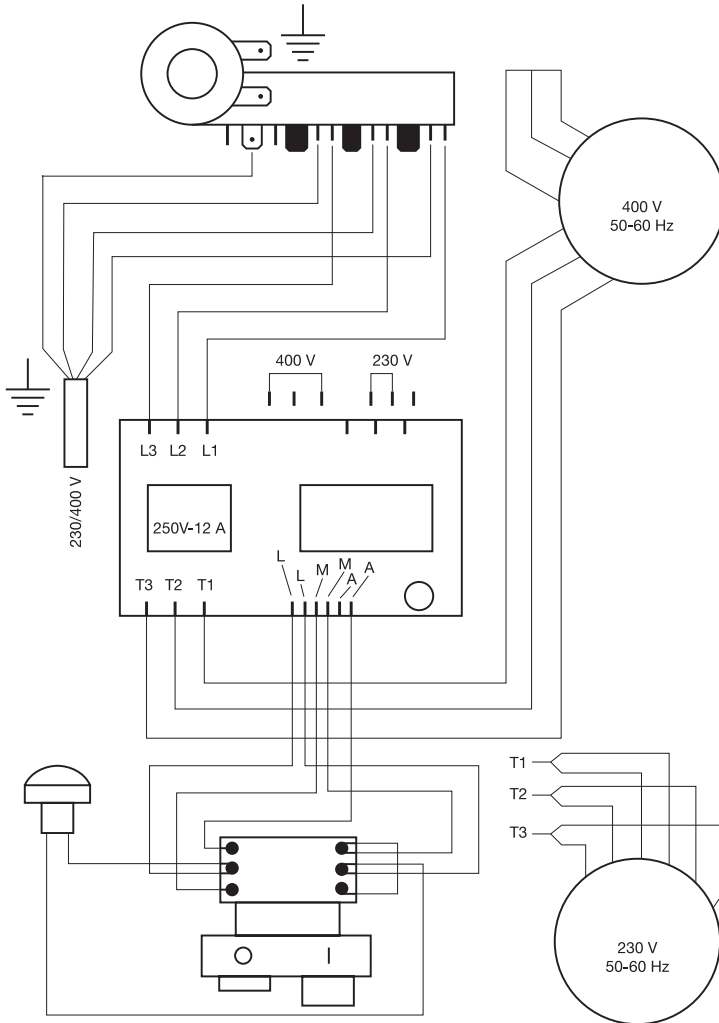 400 V
50-60 Hz
400 V
230 V
L3 L2 L1
230/400 V
250V-12 A
L L M M A A
T3 T2 T1
T1
T2
T3
230 V
50-60 Hz